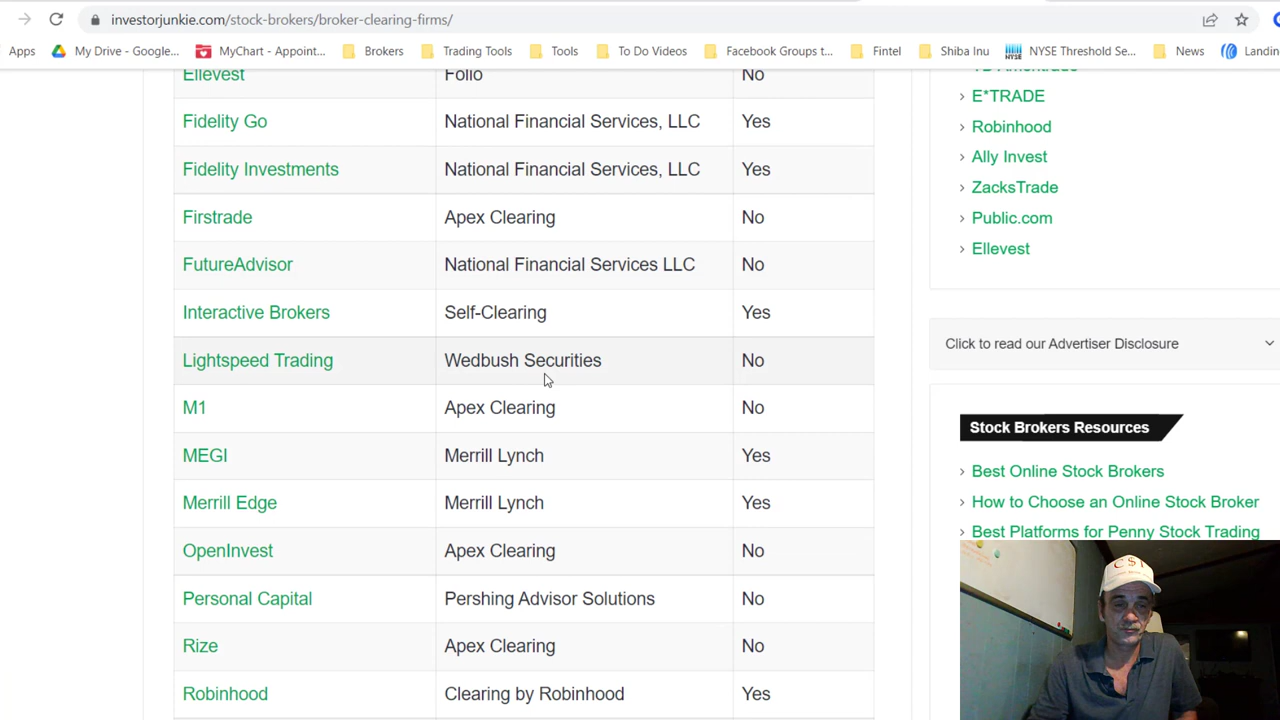 investorjunkie.com/stock-brokers/broker-clearing-firms/
Apps My Drive - Google... MyChart - Appoint... Brokers Trading Tools Tools To Do Videos Facebook Groups t... Fintel Shiba Inu NYSE Threshold Se... News Landin
Ellevest Folio No
Fidelity Go National Financial Services, LLC Yes
Fidelity Investments National Financial Services, LLC Yes
Firstrade Apex Clearing No
FutureAdvisor National Financial Services LLC No
Interactive Brokers Self-Clearing Yes
Lightspeed Trading Wedbush Securities No
M1 Apex Clearing No
MEGI Merrill Lynch Yes
Merrill Edge Merrill Lynch Yes
OpenInvest Apex Clearing No
Personal Capital Pershing Advisor Solutions No
Rize Apex Clearing No
Robinhood Clearing by Robinhood Yes
TD Ameritrade
E*TRADE
Robinhood
Ally Invest
ZacksTrade
Public.com
Ellevest
Click to read our Advertiser Disclosure
Stock Brokers Resources
Best Online Stock Brokers
How to Choose an Online Stock Broker
Best Platforms for Penny Stock Trading